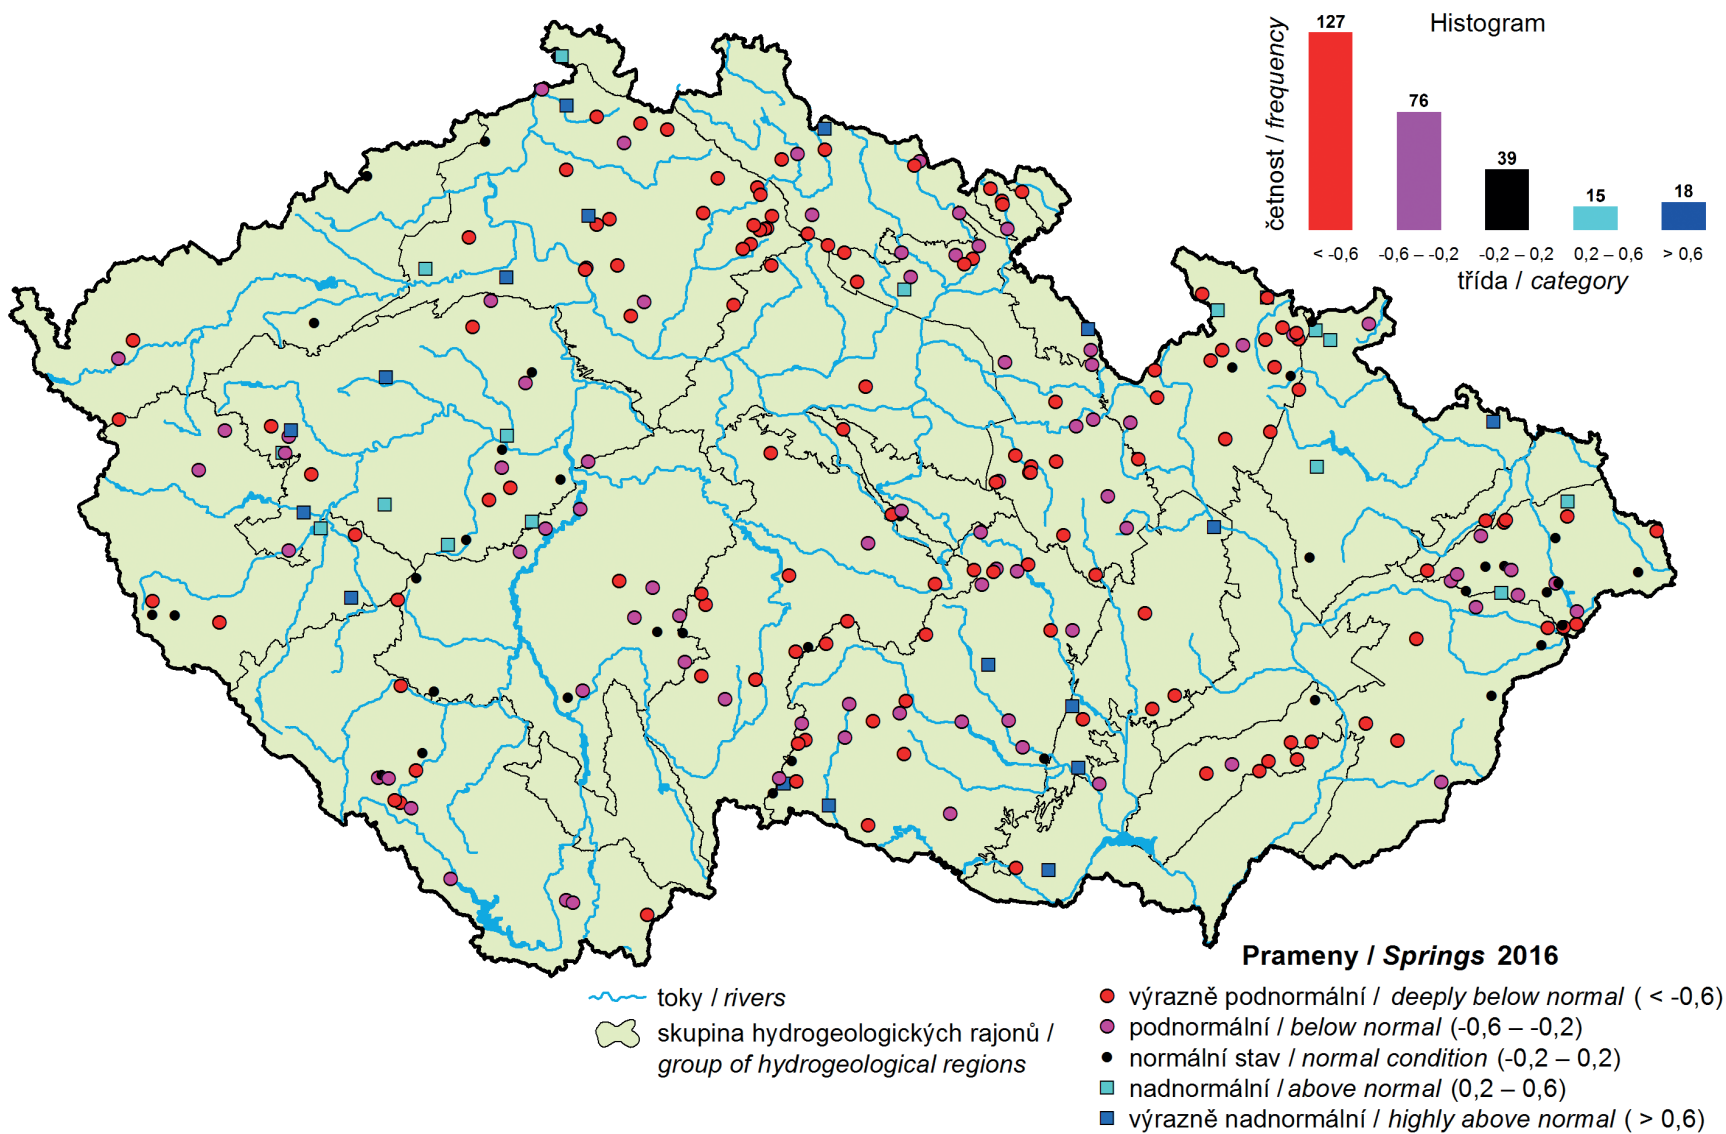 Histogram
četnost / frequency
127
76
39
15
18
< -0,6
-0,6 – -0,2
-0,2 – 0,2
0,2 – 0,6
> 0,6
třída / category
Prameny / Springs 2016
výrazně podnormální / deeply below normal ( < -0,6)
podnormální / below normal (-0,6 – -0,2)
normální stav / normal condition (-0,2 – 0,2)
nadnormální / above normal (0,2 – 0,6)
výrazně nadnormální / highly above normal ( > 0,6)
toky / rivers
skupina hydrogeologických rajonů /
group of hydrogeological regions